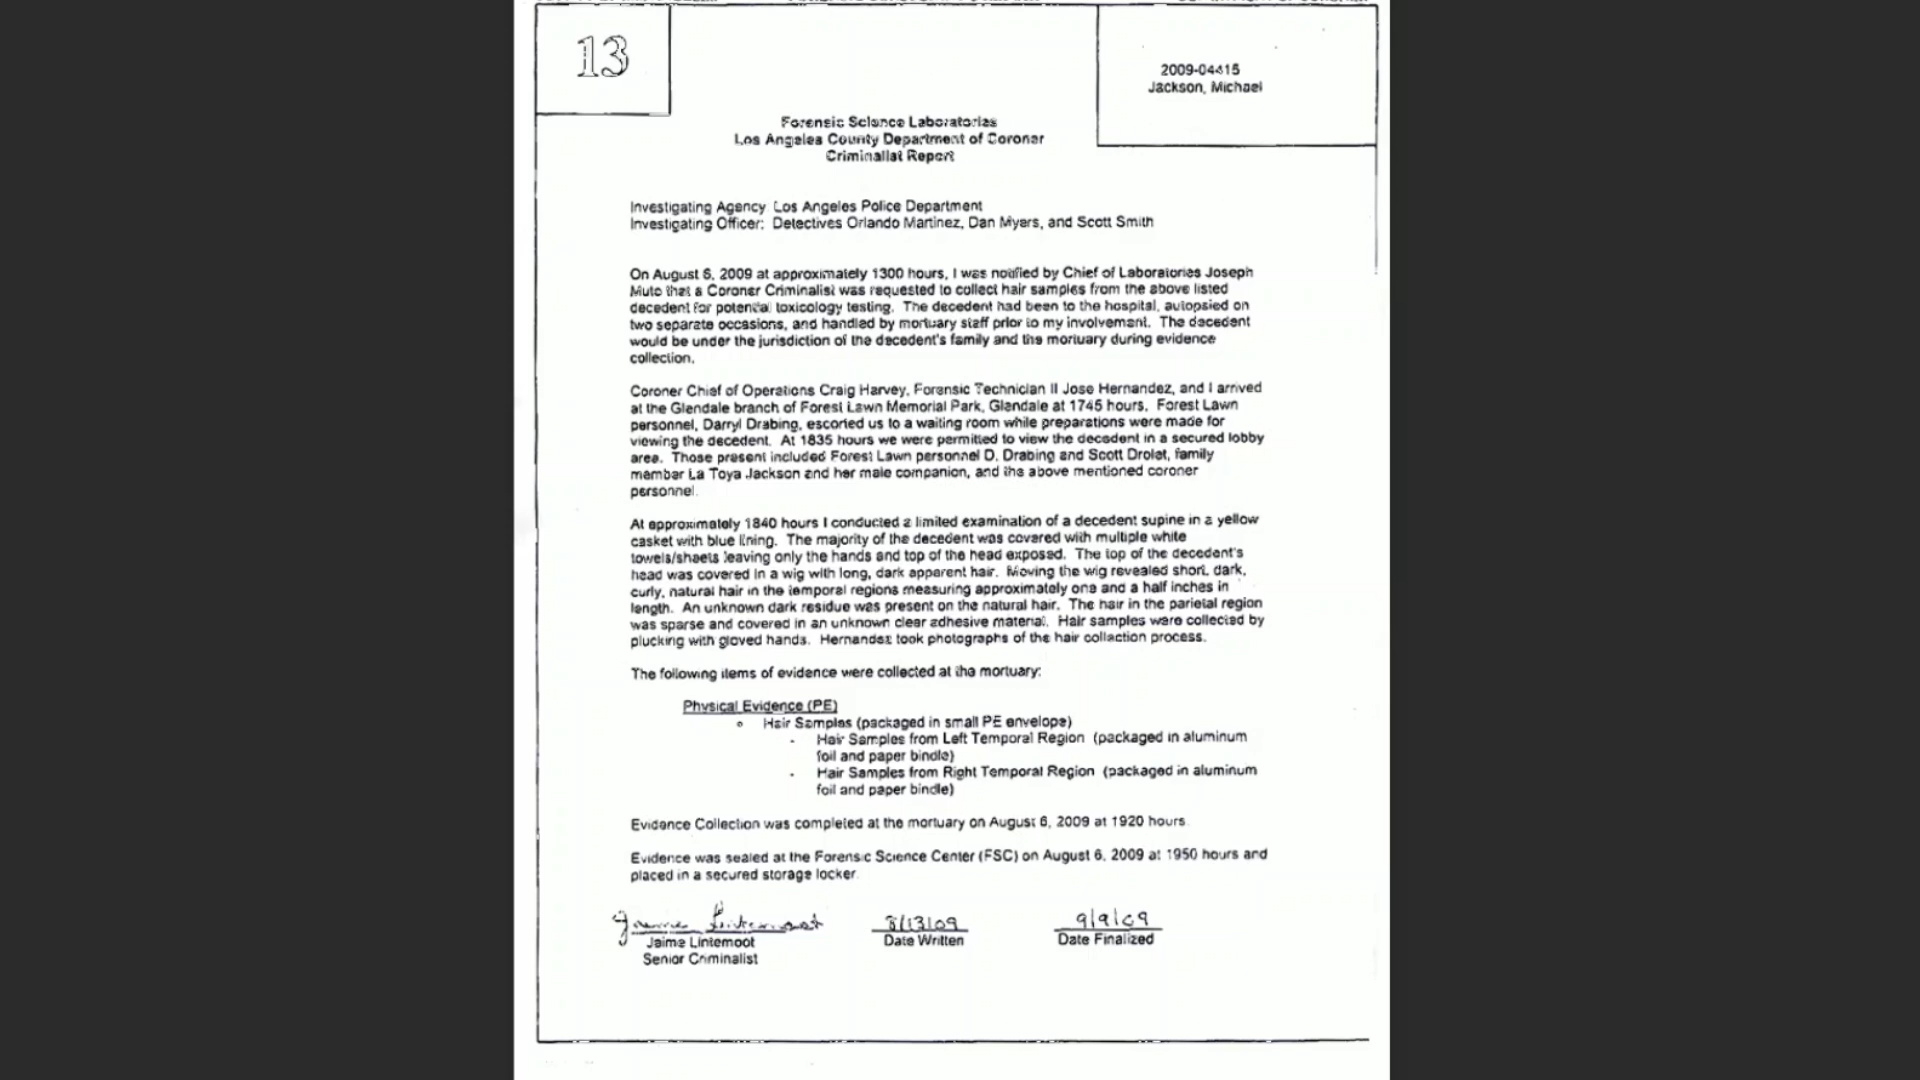 13
2009-04415
Jackson, Michael
Forensic Science Laboratories
Los Angeles County Department of Coroner
Criminalist Report
Investigating Agency: Los Angeles Police Department
Investigating Officer: Detectives Orlando Martinez, Dan Myers, and Scott Smith
On August 6, 2009 at approximately 1300 hours, I was notified by Chief of Laboratories Joseph
Muto that a Coroner Criminalist was requested to collect hair samples from the above listed
decedent for potential toxicology testing. The decedent had been to the hospital, autopsied on
two separate occasions, and handled by mortuary staff prior to my involvement. The decedent
would be under the jurisdiction of the decedent's family and the mortuary during evidence
collection.
Coroner Chief of Operations Craig Harvey, Forensic Technician II Jose Hernandez, and I arrived
at the Glendale branch of Forest Lawn Memorial Park, Glendale at 1745 hours. Forest Lawn
personnel, Darryl Drabing, escorted us to a waiting room while preparations were made for
viewing the decedent. At 1835 hours we were permitted to view the decedent in a secured lobby
area. Those present included Forest Lawn personnel D. Drabing and Scott Drolet, family
member La Toya Jackson and her male companion, and the above mentioned coroner
personnel.
At approximately 1840 hours I conducted a limited examination of a decedent supine in a yellow
casket with blue lining. The majority of the decedent was covered with multiple white
towels/sheets leaving only the hands and top of the head exposed. The top of the decedent's
head was covered in a wig with long, dark apparent hair. Moving the wig revealed short, dark,
curly, natural hair in the temporal regions measuring approximately one and a half inches in
length. An unknown dark residue was present on the natural hair. The hair in the parietal region
was sparse and covered in an unknown clear adhesive material. Hair samples were collected by
plucking with gloved hands. Hernandez took photographs of the hair collection process.
The following items of evidence were collected at the mortuary:
Physical Evidence (PE)
o Hair Samples (packaged in small PE envelope)
- Hair Samples from Left Temporal Region (packaged in aluminum
foil and paper bindle)
- Hair Samples from Right Temporal Region (packaged in aluminum
foil and paper bindle)
Evidence Collection was completed at the mortuary on August 6, 2009 at 1920 hours.
Evidence was sealed at the Forensic Science Center (FSC) on August 6, 2009 at 1950 hours and
placed in a secured storage locker.
Jaime Lintemoot 8/13/09 9/9/09
Jaime Lintemoot Date Written Date Finalized
Senior Criminalist